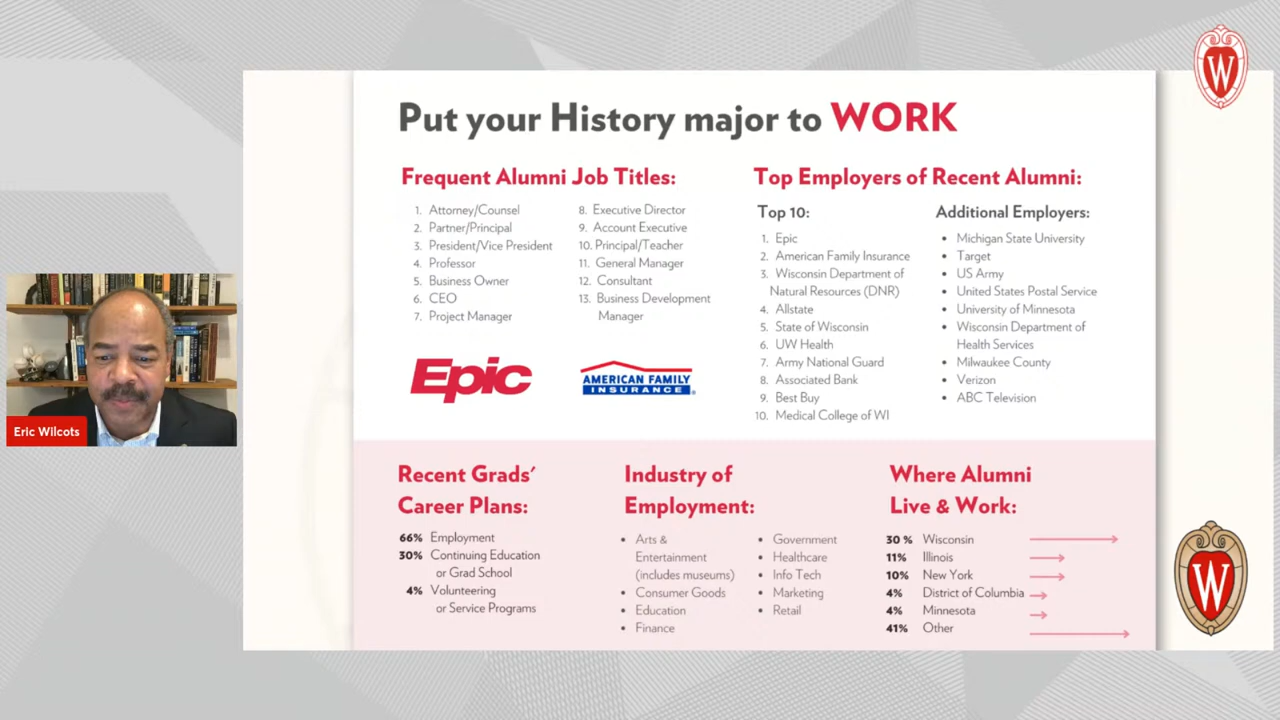 W
Put your History major to WORK
Frequent Alumni Job Titles:
1. Attorney/Counsel
2. Partner/Principal
3. President/Vice President
4. Professor
5. Business Owner
6. CEO
7. Project Manager
8. Executive Director
9. Account Executive
10. Principal/Teacher
11. General Manager
12. Consultant
13. Business Development
Manager
Epic
AMERICAN FAMILY
INSURANCE
Top Employers of Recent Alumni:
Top 10:
1. Epic
2. American Family Insurance
3. Wisconsin Department of
Natural Resources (DNR)
4. Allstate
5. State of Wisconsin
6. UW Health
7. Army National Guard
8. Associated Bank
9. Best Buy
10. Medical College of WI
Additional Employers:
• Michigan State University
• Target
• US Army
• United States Postal Service
• University of Minnesota
• Wisconsin Department of
Health Services
• Milwaukee County
• Verizon
• ABC Television
Eric Wilcots
Recent Grads'
Career Plans:
66% Employment
30% Continuing Education
or Grad School
4% Volunteering
or Service Programs
Industry of
Employment:
• Arts &
Entertainment
(includes museums)
• Consumer Goods
• Education
• Finance
• Government
• Healthcare
• Info Tech
• Marketing
• Retail
Where Alumni
Live & Work:
30 % Wisconsin
11% Illinois
10% New York
4% District of Columbia
4% Minnesota
41% Other
W